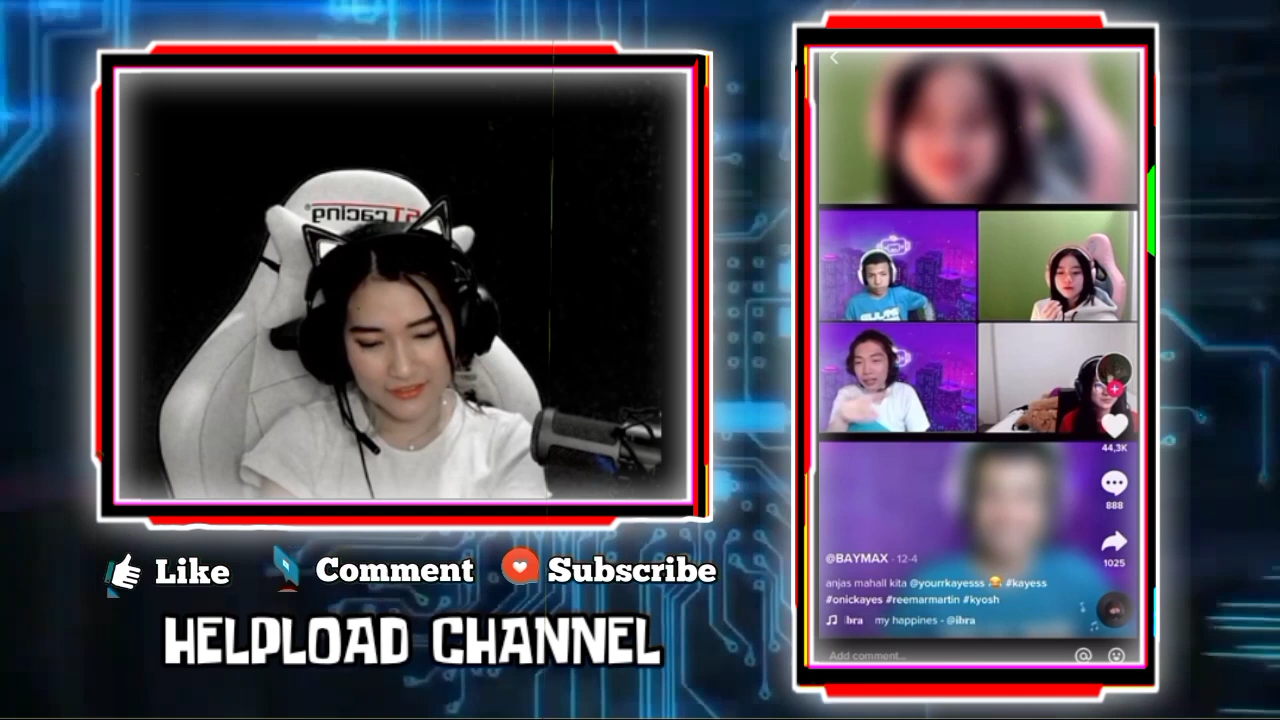 GTracing
Like
Comment
Subscribe
HELPLOAD CHANNEL
44,3K
888
1025
@BAYMAX · 12-4
anjas mahall kita @yourrkayesss 😂 #kayess
#onickayes #reemarmartin #kyosh
ibra my happines - @ibra
Add comment...